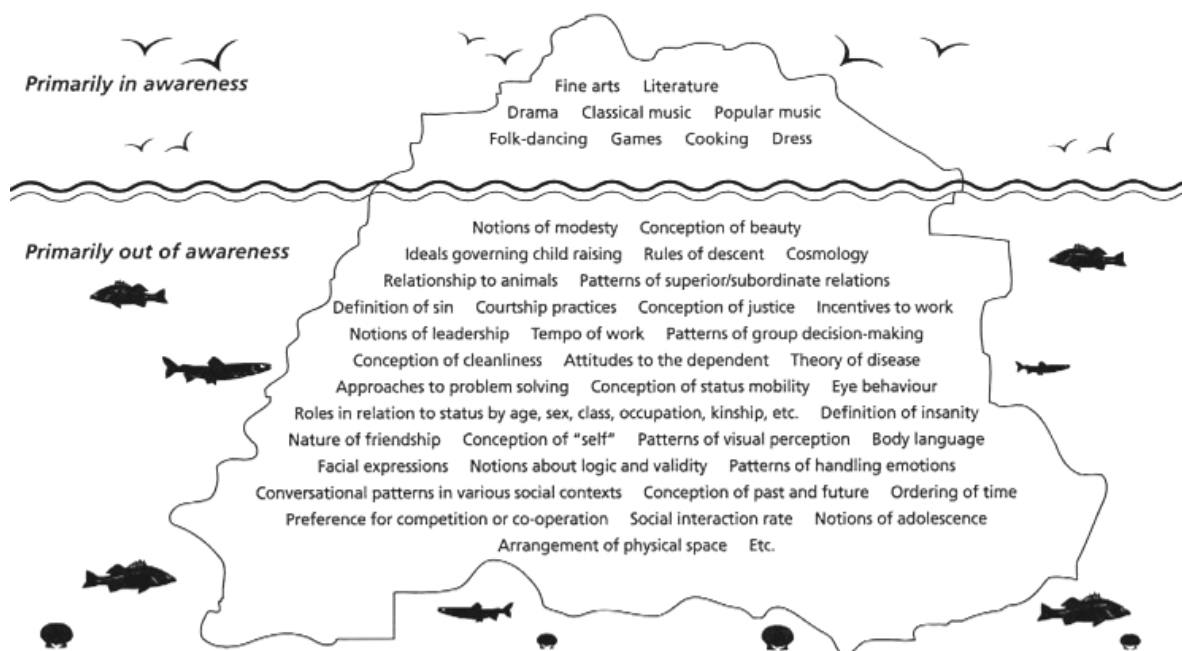 Primarily in awareness
Fine arts Literature
Drama Classical music Popular music
Folk-dancing Games Cooking Dress
Primarily out of awareness
Notions of modesty Conception of beauty
Ideals governing child raising Rules of descent Cosmology
Relationship to animals Patterns of superior/subordinate relations
Definition of sin Courtship practices Conception of justice Incentives to work
Notions of leadership Tempo of work Patterns of group decision-making
Conception of cleanliness Attitudes to the dependent Theory of disease
Approaches to problem solving Conception of status mobility Eye behaviour
Roles in relation to status by age, sex, class, occupation, kinship, etc. Definition of insanity
Nature of friendship Conception of "self" Patterns of visual perception Body language
Facial expressions Notions about logic and validity Patterns of handling emotions
Conversational patterns in various social contexts Conception of past and future Ordering of time
Preference for competition or co-operation Social interaction rate Notions of adolescence
Arrangement of physical space Etc.